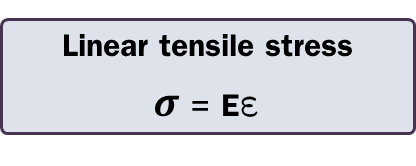 Linear tensile stress
σ = Eε